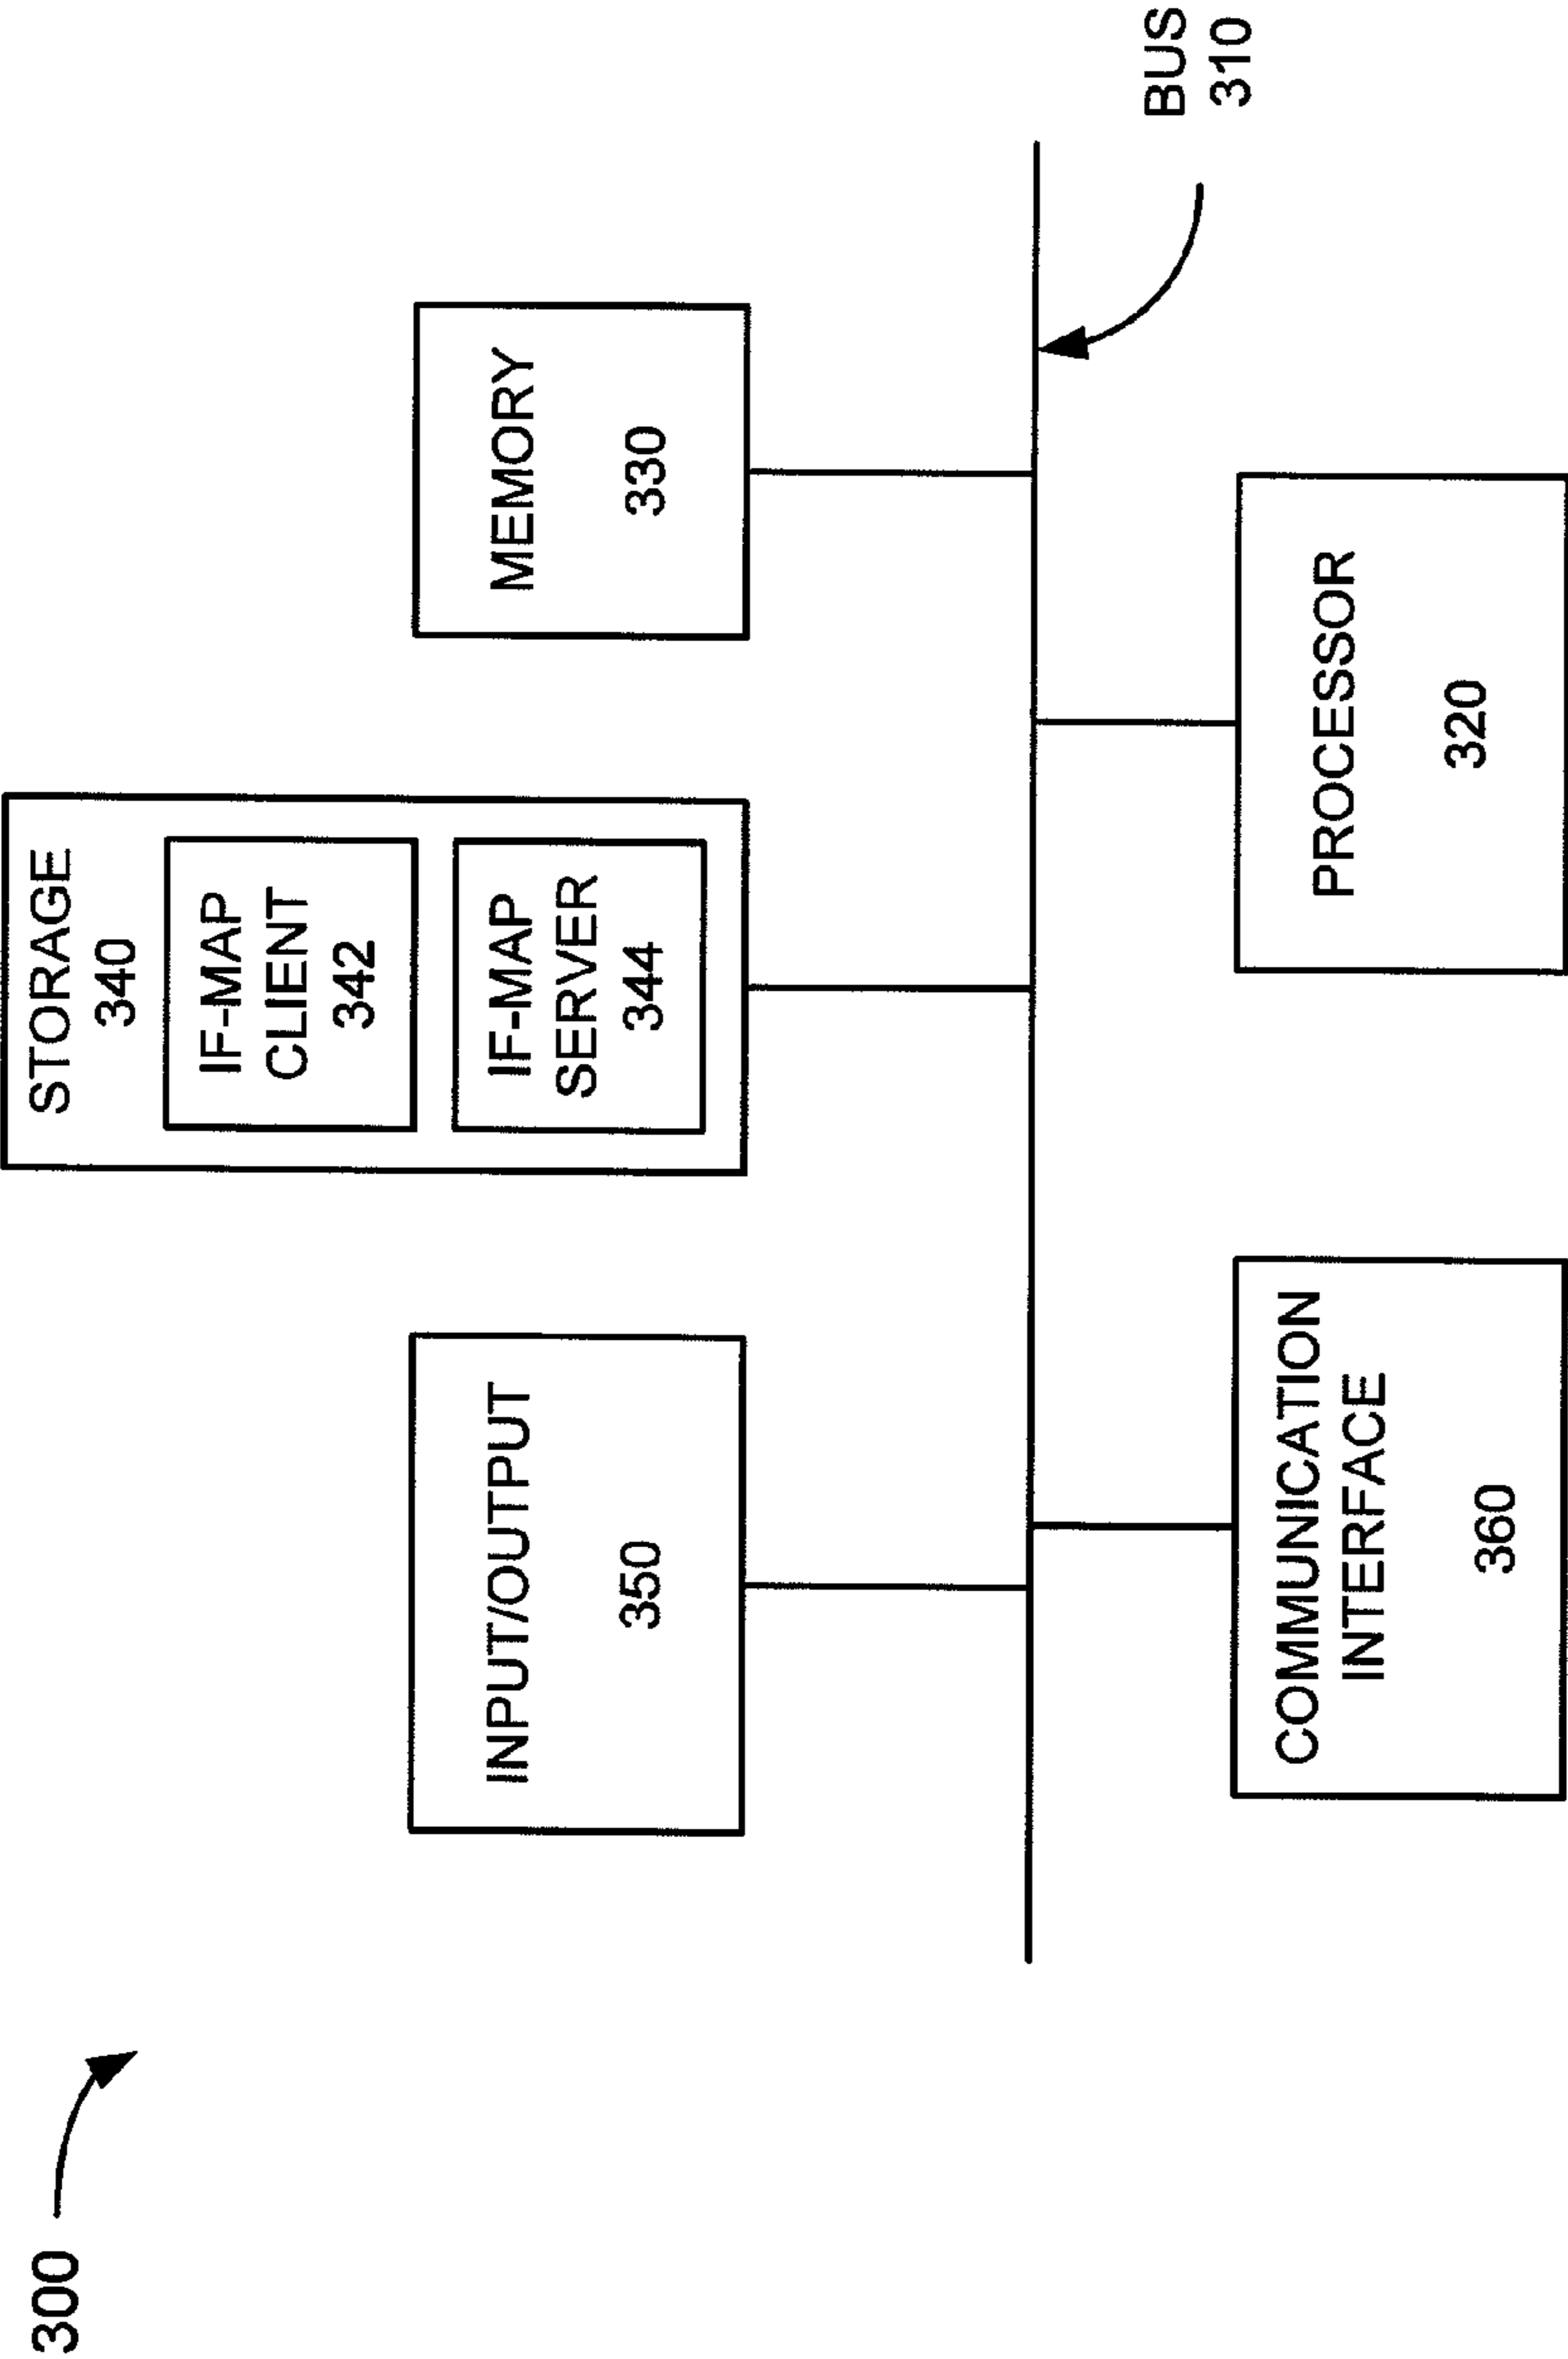 300
INPUT/OUTPUT
350
STORAGE
340
IF-MAP
CLIENT
342
IF-MAP
SERVER
344
MEMORY
330
COMMUNICATION
INTERFACE
360
PROCESSOR
320
BUS
310